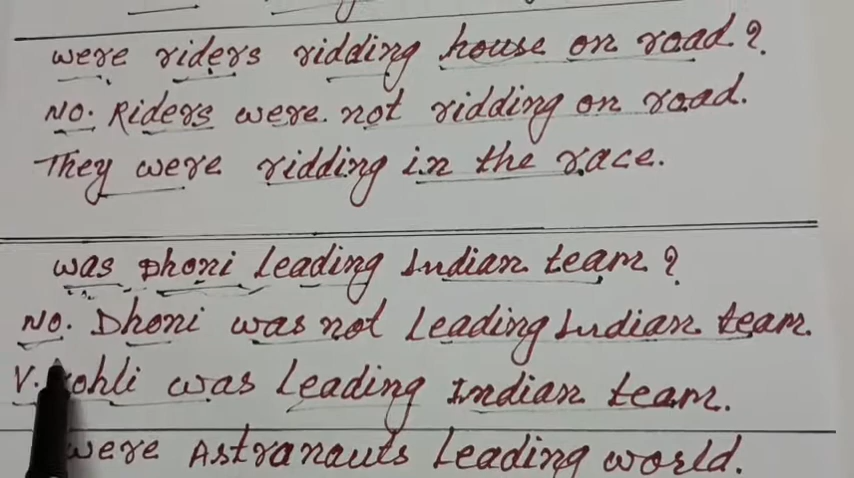 were riders ridding house on road ?
No. Riders were not ridding on road.
They were ridding in the race.
was Dhoni leading Indian team ?
No. Dhoni was not Leading Indian team.
V. Kohli was Leading Indian team.
were Astranauts Leading world.